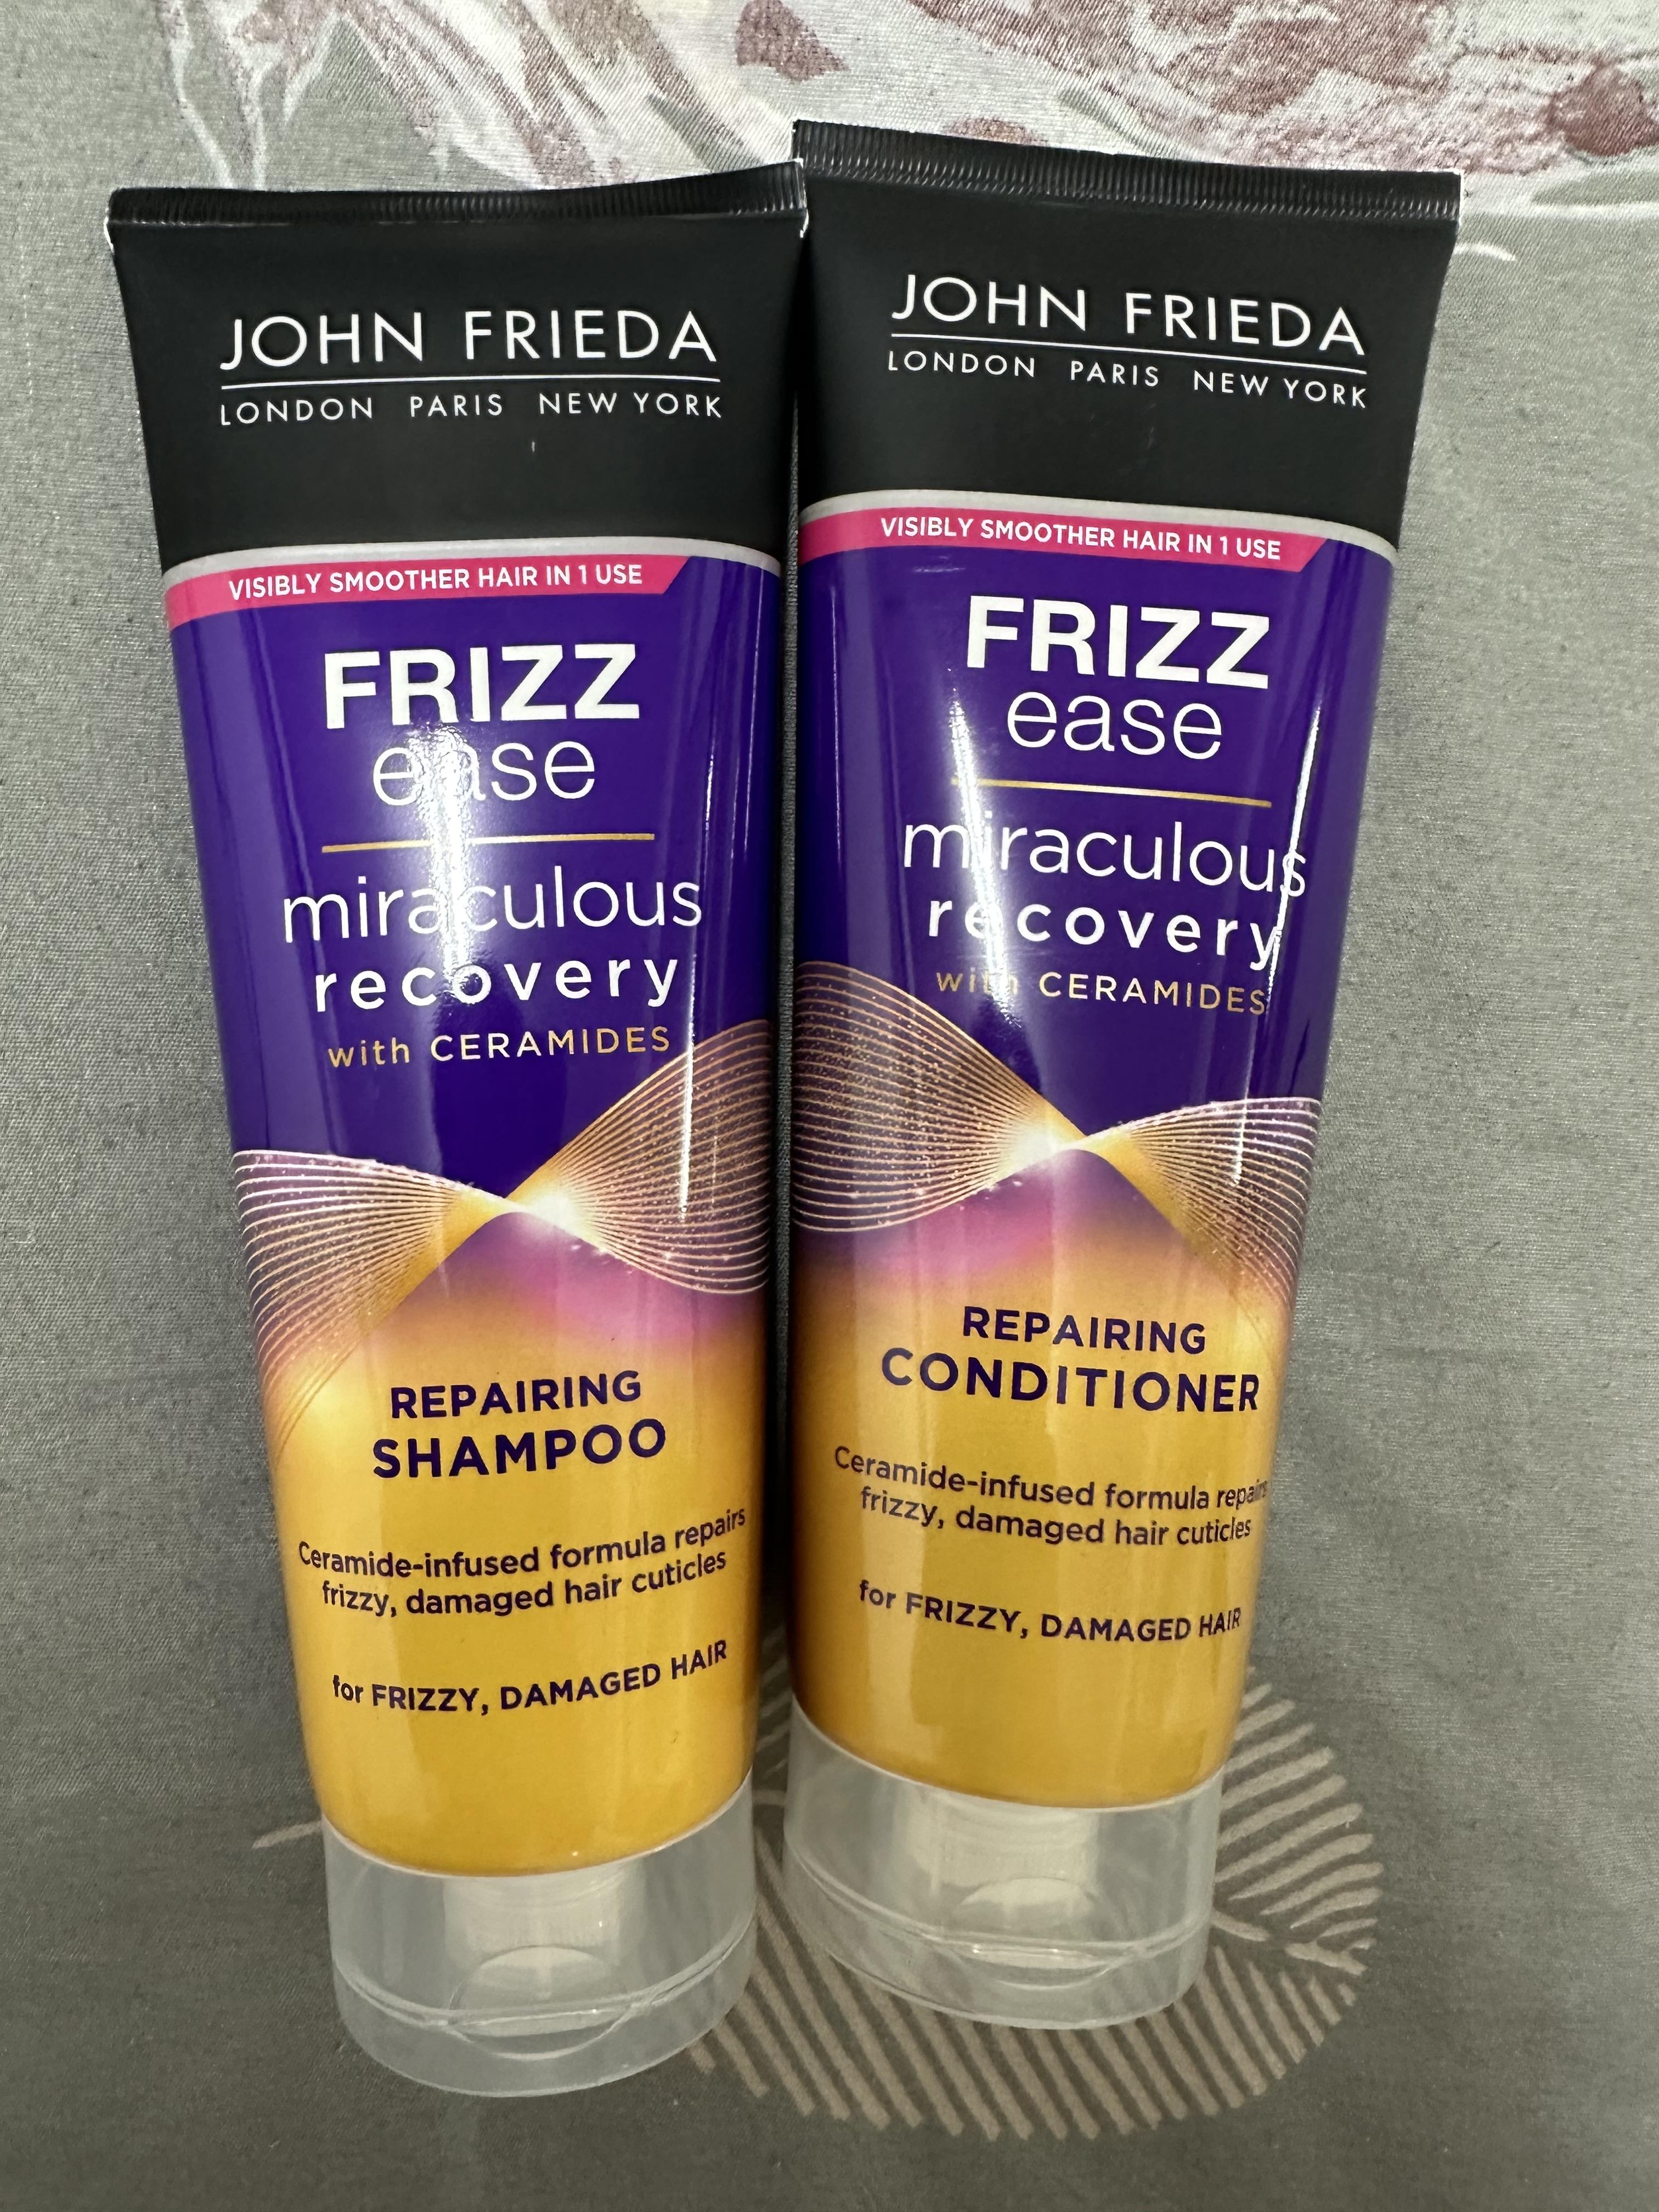 JOHN FRIEDA
LONDON PARIS NEW YORK
VISIBLY SMOOTHER HAIR IN 1 USE
FRIZZ
ease
miraculous
recovery
with CERAMIDES
REPAIRING
SHAMPOO
Ceramide-infused formula repairs
frizzy, damaged hair cuticles
for FRIZZY, DAMAGED HAIR
JOHN FRIEDA
LONDON PARIS NEW YORK
VISIBLY SMOOTHER HAIR IN 1 USE
FRIZZ
ease
miraculous
recovery
with CERAMIDES
REPAIRING
CONDITIONER
Ceramide-infused formula repairs
frizzy, damaged hair cuticles
for FRIZZY, DAMAGED HAIR